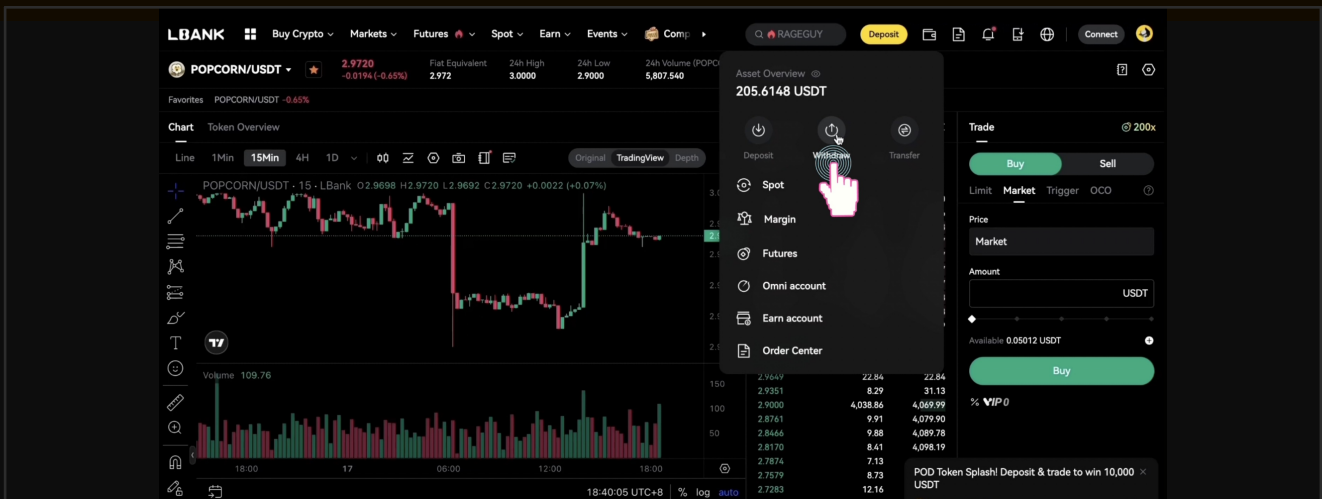 LBANK Buy Crypto Markets Futures Spot Earn Events Comp RAGEGUY Deposit Connect
POPCORN/USDT 2.9720 -0.0194 (-0.65%) Fiat Equivalent 2.972 24h High 3.0000 24h Low 2.9000 24h Volume (POPC 5,807.540
Favorites POPCORN/USDT -0.65%
Asset Overview
205.6148 USDT
Deposit Withdraw Transfer
Spot
Margin
Futures
Omni account
Earn account
Order Center
Chart Token Overview
Line 1Min 15Min 4H 1D Original TradingView Depth
POPCORN/USDT · 15 · LBank O2.9698 H2.9720 L2.9692 C2.9720 +0.0022 (+0.07%)
Volume 109.76
150
100
50
18:00 17 06:00 12:00 18:00
18:40:05 UTC+8 % log auto
2.9649 22.84 22.84
2.9351 8.29 31.13
2.9000 4,038.86 4,069.99
2.8761 9.91 4,079.90
2.8466 9.88 4,089.78
2.8170 8.41 4,098.19
2.7874 7.13
2.7579 8.73
2.7283 12.16
Trade 200x
Buy Sell
Limit Market Trigger OCO
Price
Market
Amount
USDT
Available 0.05012 USDT
Buy
% VIP 0
POD Token Splash! Deposit & trade to win 10,000
USDT